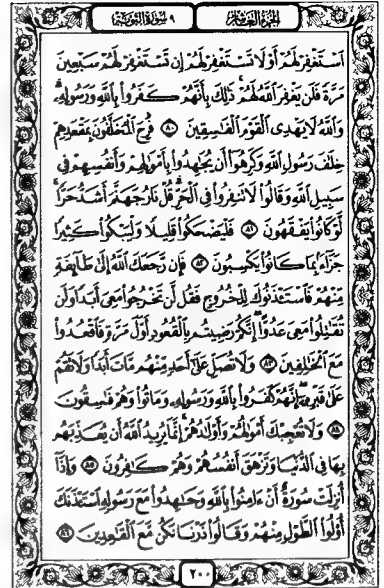 الجزء العاشر
٩ سورة التوبة
ٱسْتَغْفِرْ لَهُمْ أَوْ لَا تَسْتَغْفِرْ لَهُمْ إِن تَسْتَغْفِرْ لَهُمْ سَبْعِينَ
مَرَّةً فَلَن يَغْفِرَ ٱللَّهُ لَهُمْ ۚ ذَٰلِكَ بِأَنَّهُمْ كَفَرُوا۟ بِٱللَّهِ وَرَسُولِهِۦ ۗ
وَٱللَّهُ لَا يَهْدِى ٱلْقَوْمَ ٱلْفَـٰسِقِينَ ٨٠ فَرِحَ ٱلْمُخَلَّفُونَ بِمَقْعَدِهِمْ
خِلَـٰفَ رَسُولِ ٱللَّهِ وَكَرِهُوٓا۟ أَن يُجَـٰهِدُوا۟ بِأَمْوَٰلِهِمْ وَأَنفُسِهِمْ فِى
سَبِيلِ ٱللَّهِ وَقَالُوا۟ لَا تَنفِرُوا۟ فِى ٱلْحَرِّ ۗ قُلْ نَارُ جَهَنَّمَ أَشَدُّ حَرًّا ۚ
لَّوْ كَانُوا۟ يَفْقَهُونَ ٨١ فَلْيَضْحَكُوا۟ قَلِيلًا وَلْيَبْكُوا۟ كَثِيرًا
جَزَآءًۢ بِمَا كَانُوا۟ يَكْسِبُونَ ٨٢ فَإِن رَّجَعَكَ ٱللَّهُ إِلَىٰ طَآئِفَةٍ
مِّنْهُمْ فَٱسْتَـْٔذَنُوكَ لِلْخُرُوجِ فَقُل لَّن تَخْرُجُوا۟ مَعِىَ أَبَدًا وَلَن
تُقَـٰتِلُوا۟ مَعِىَ عَدُوًّا ۖ إِنَّكُمْ رَضِيتُم بِٱلْقُعُودِ أَوَّلَ مَرَّةٍ فَٱقْعُدُوا۟
مَعَ ٱلْخَـٰلِفِينَ ٨٣ وَلَا تُصَلِّ عَلَىٰٓ أَحَدٍ مِّنْهُم مَّاتَ أَبَدًا وَلَا تَقُمْ
عَلَىٰ قَبْرِهِۦٓ ۖ إِنَّهُمْ كَفَرُوا۟ بِٱللَّهِ وَرَسُولِهِۦ وَمَاتُوا۟ وَهُمْ فَـٰسِقُونَ
٨٤ وَلَا تُعْجِبْكَ أَمْوَٰلُهُمْ وَأَوْلَـٰدُهُمْ ۚ إِنَّمَا يُرِيدُ ٱللَّهُ أَن يُعَذِّبَهُم
بِهَا فِى ٱلدُّنْيَا وَتَزْهَقَ أَنفُسُهُمْ وَهُمْ كَـٰفِرُونَ ٨٥ وَإِذَآ
أُنزِلَتْ سُورَةٌ أَنْ ءَامِنُوا۟ بِٱللَّهِ وَجَـٰهِدُوا۟ مَعَ رَسُولِهِ ٱسْتَـْٔذَنَكَ
أُو۟لُوا۟ ٱلطَّوْلِ مِنْهُمْ وَقَالُوا۟ ذَرْنَا نَكُن مَّعَ ٱلْقَـٰعِدِينَ ٨٦
٢٠٠